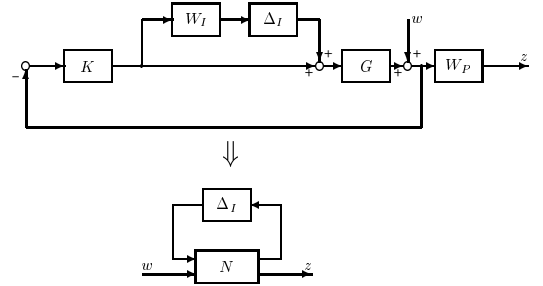 W_I Δ_I w
+ +
− K + G + W_P z
⇓
Δ_I
w N z